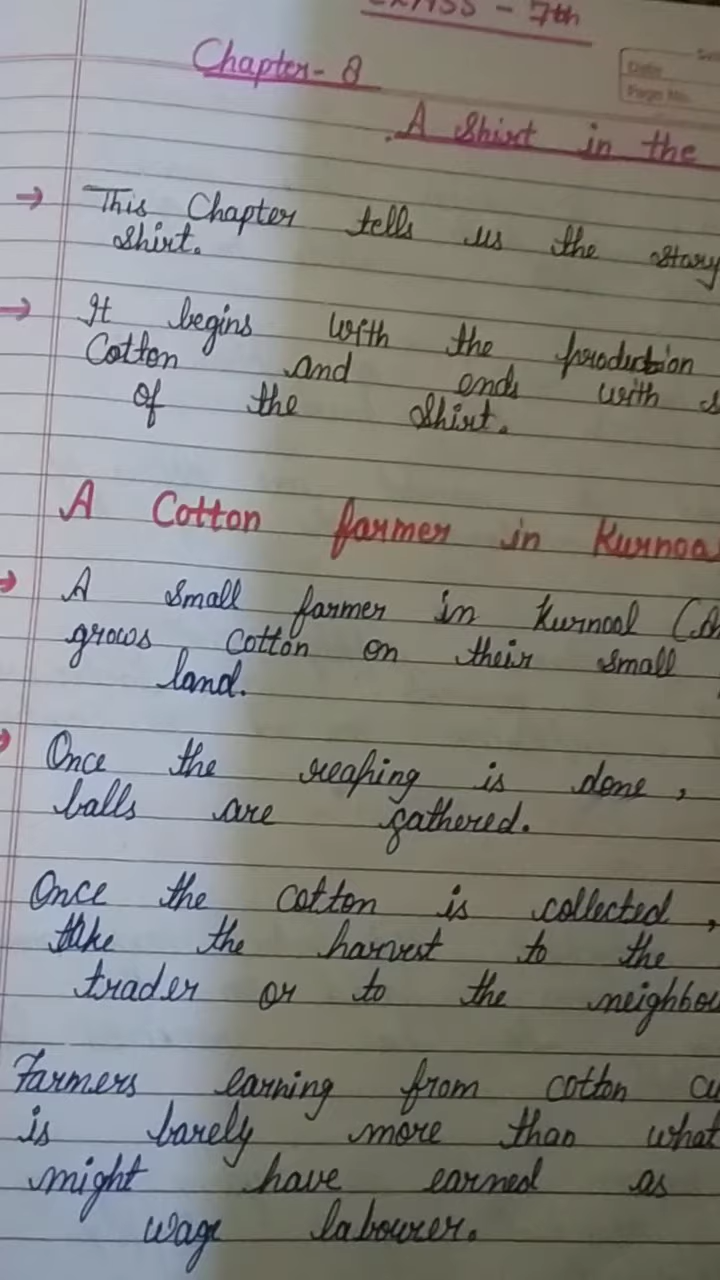 CLASS - 7th
Chapter - 8
Date
Page No.
A Shirt in the
→ This Chapter tells us the story
shirt.
→ It begins with the production
Cotton and ends with
of the Shirt.
A Cotton farmer in Kurnoo
→ A small farmer in Kurnool
grows cotton on their small
land.
→ Once the reaping is done,
balls are gathered.
Once the cotton is collected,
take the harvest to the
trader or to the neighbou
Farmers earning from cotton cu
is barely more than what
might have earned as
wage labourer.